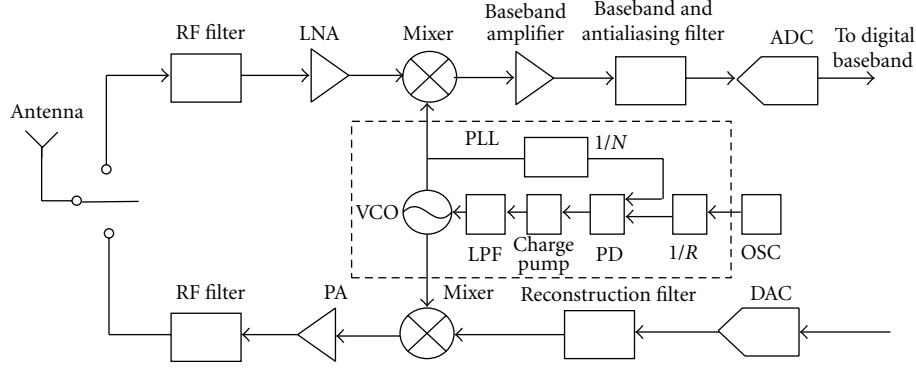 RF filter
LNA
Mixer
Baseband
amplifier
Baseband and
antialiasing filter
ADC
To digital
baseband
Antenna
PLL
1/N
VCO
LPF
Charge
pump
PD
1/R
OSC
RF filter
PA
Mixer
Reconstruction filter
DAC